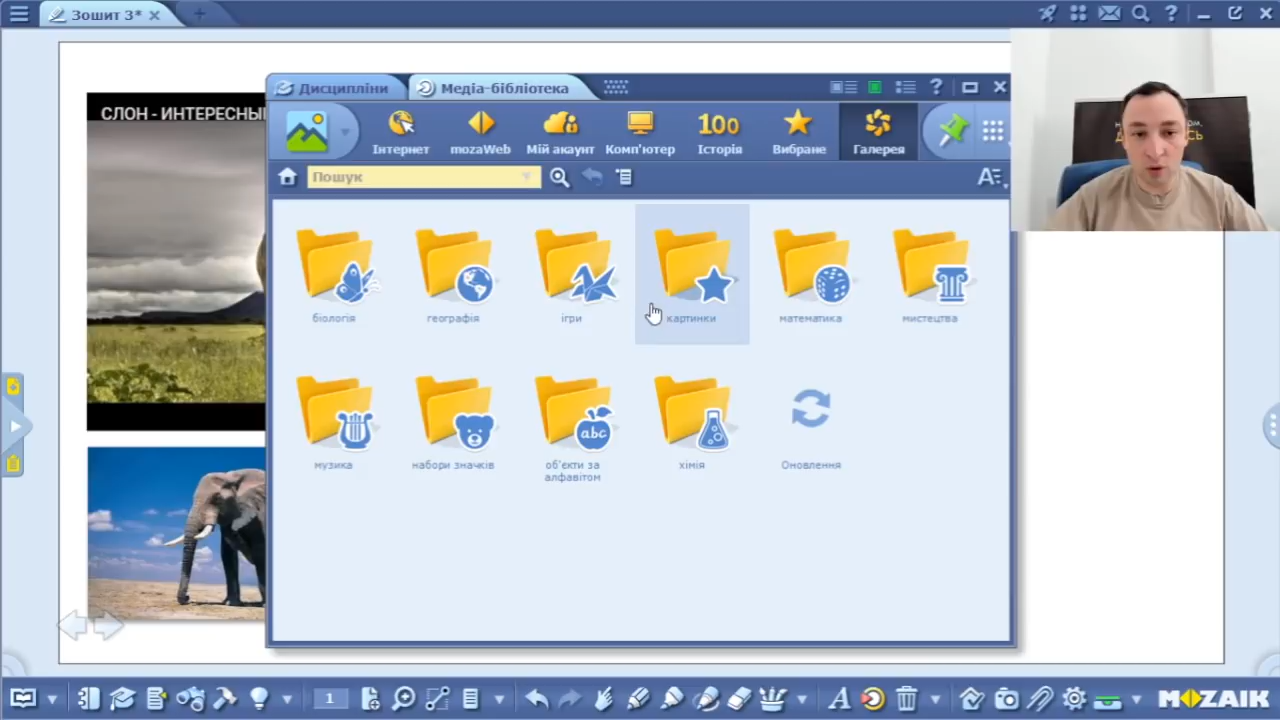 Зошит 3*
СЛОН - ИНТЕРЕСНЫ
Дисципліни
Медіа-бібліотека
Інтернет
mozaWeb
Мій акаунт
Комп'ютер
100
Історія
Вибране
Галерея
Пошук
біологія
географія
ігри
картинки
математика
мистецтва
музика
набори значків
abc
об'єкти за
алфавітом
хімія
Оновлення
1
MOZAIK